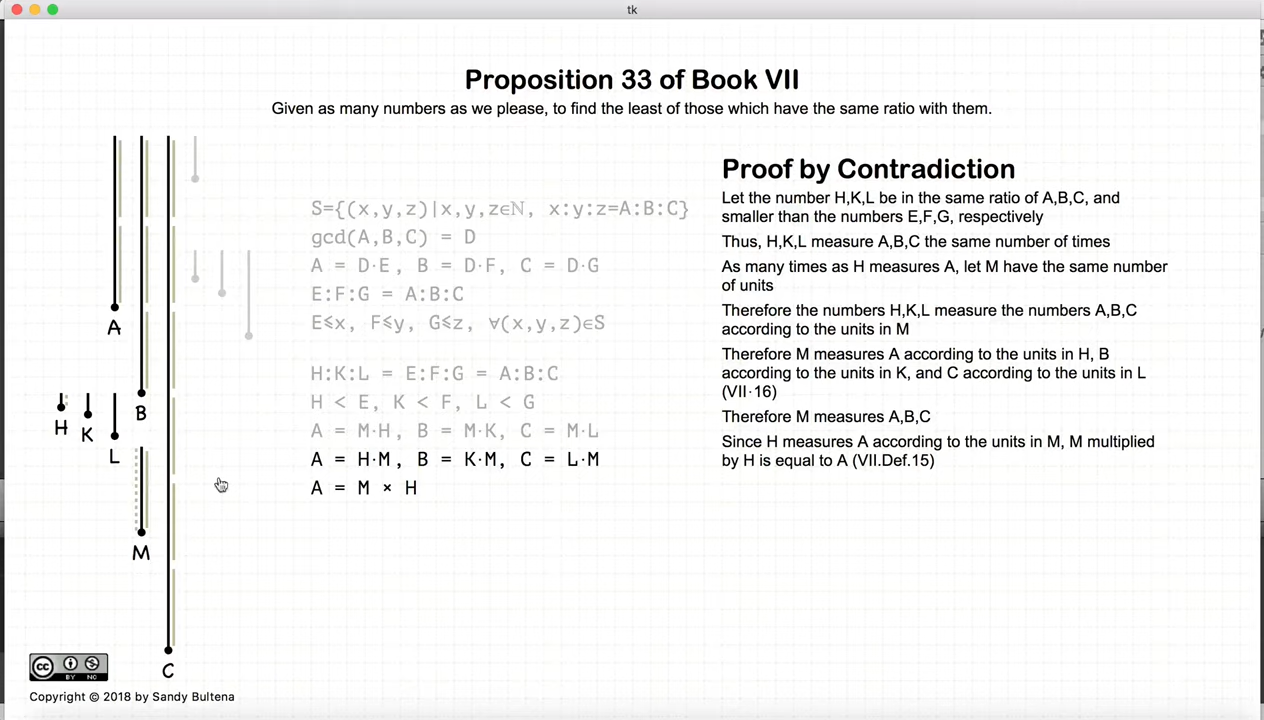 tk
Proposition 33 of Book VII
Given as many numbers as we please, to find the least of those which have the same ratio with them.
S={(x,y,z)|x,y,z∈ℕ, x:y:z=A:B:C}
gcd(A,B,C) = D
A = D·E, B = D·F, C = D·G
E:F:G = A:B:C
E≤x, F≤y, G≤z, ∀(x,y,z)∈S
H:K:L = E:F:G = A:B:C
H < E, K < F, L < G
A = M·H, B = M·K, C = M·L
A = H·M, B = K·M, C = L·M
A = M × H
Proof by Contradiction
Let the number H,K,L be in the same ratio of A,B,C, and
smaller than the numbers E,F,G, respectively
Thus, H,K,L measure A,B,C the same number of times
As many times as H measures A, let M have the same number
of units
Therefore the numbers H,K,L measure the numbers A,B,C
according to the units in M
Therefore M measures A according to the units in H, B
according to the units in K, and C according to the units in L
(VII·16)
Therefore M measures A,B,C
Since H measures A according to the units in M, M multiplied
by H is equal to A (VII.Def.15)
A
B
H
K
L
M
C
cc
BY NC
Copyright © 2018 by Sandy Bultena